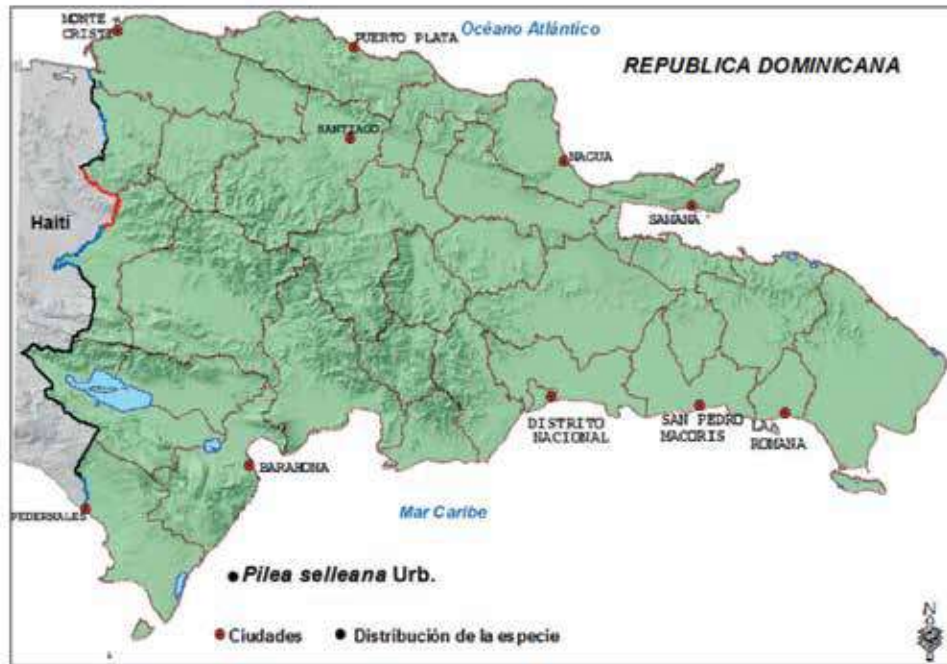 MONTE
CRISTI
PUERTO PLATA
Océano Atlántico
REPUBLICA DOMINICANA
SANTIAGO
NAGUA
SAMANA
Haití
DISTRITO
NACIONAL
SAN PEDRO
MACORIS
LA
ROMANA
BARAHONA
PEDERNALES
Mar Caribe
Pilea selleana Urb.
Ciudades
Distribución de la especie